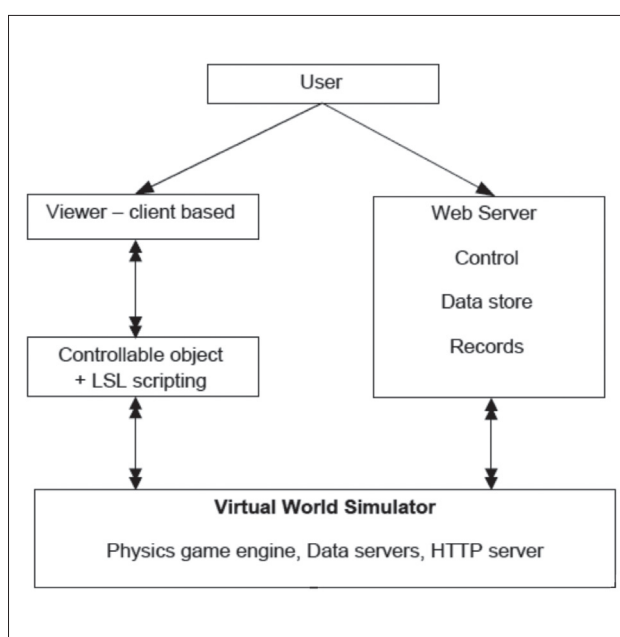 User
Viewer – client based
Web Server
Control
Data store
Records
Controllable object
+ LSL scripting
Virtual World Simulator
Physics game engine, Data servers, HTTP server